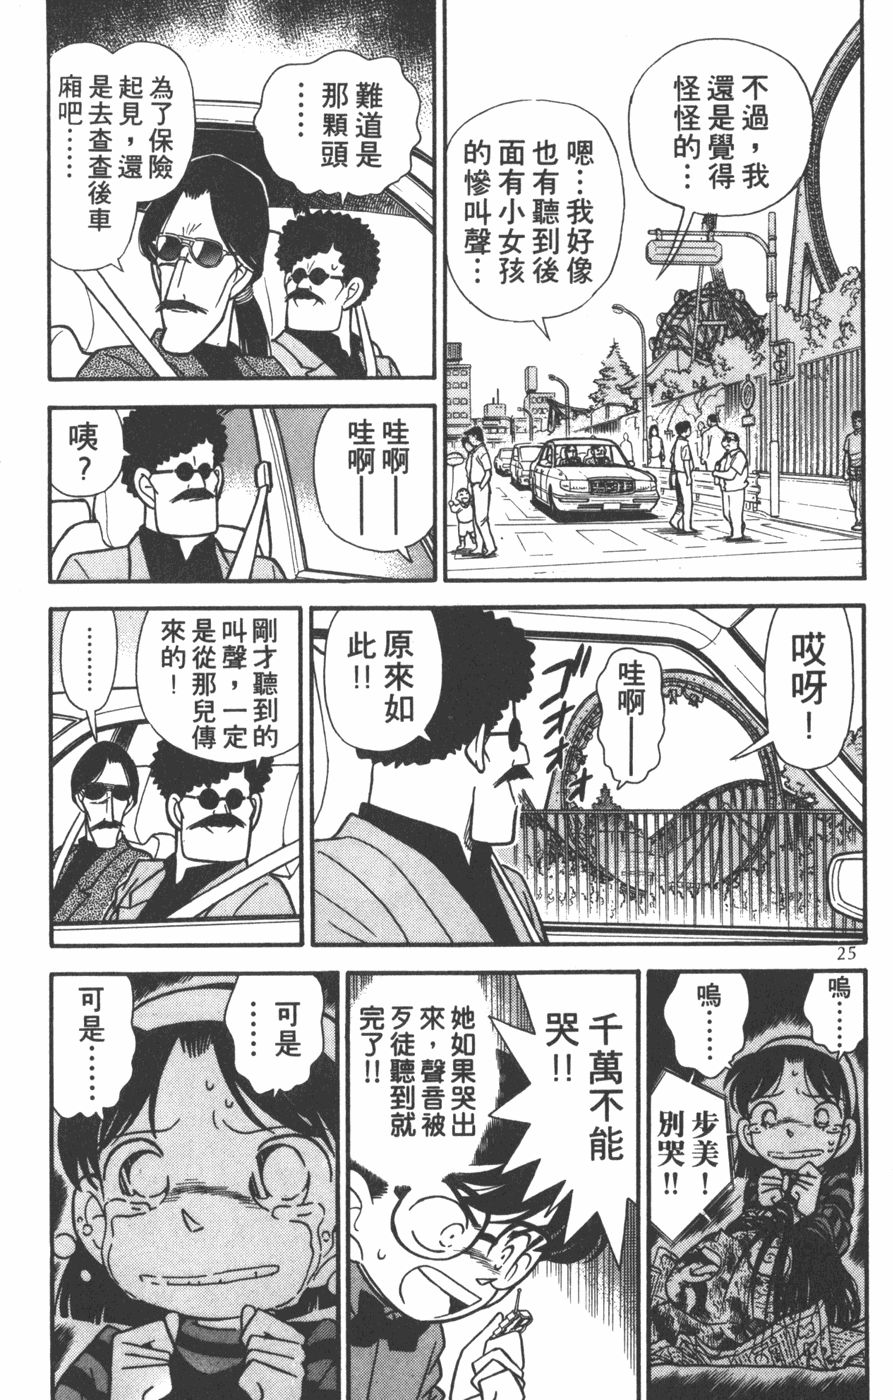 不過，我
還是覺得
怪怪的…
嗯…我好像
也有聽到後
面有小女孩
的慘叫聲…
難道是
那顆頭
……
為了保險
起見，還
是去查查後車
廂吧……
哇啊——
哇啊——
咦？
哎呀！
哇啊——
オオオオ
原來如
此！！
剛才聽到的
叫聲，一定
是從那兒傳
來的！
……
25
嗚……
嗚……
步美！
別哭！！
千萬不能
哭！！
她如果哭出
來，聲音被
歹徒聽到就
完了！！
可是
……
可是……